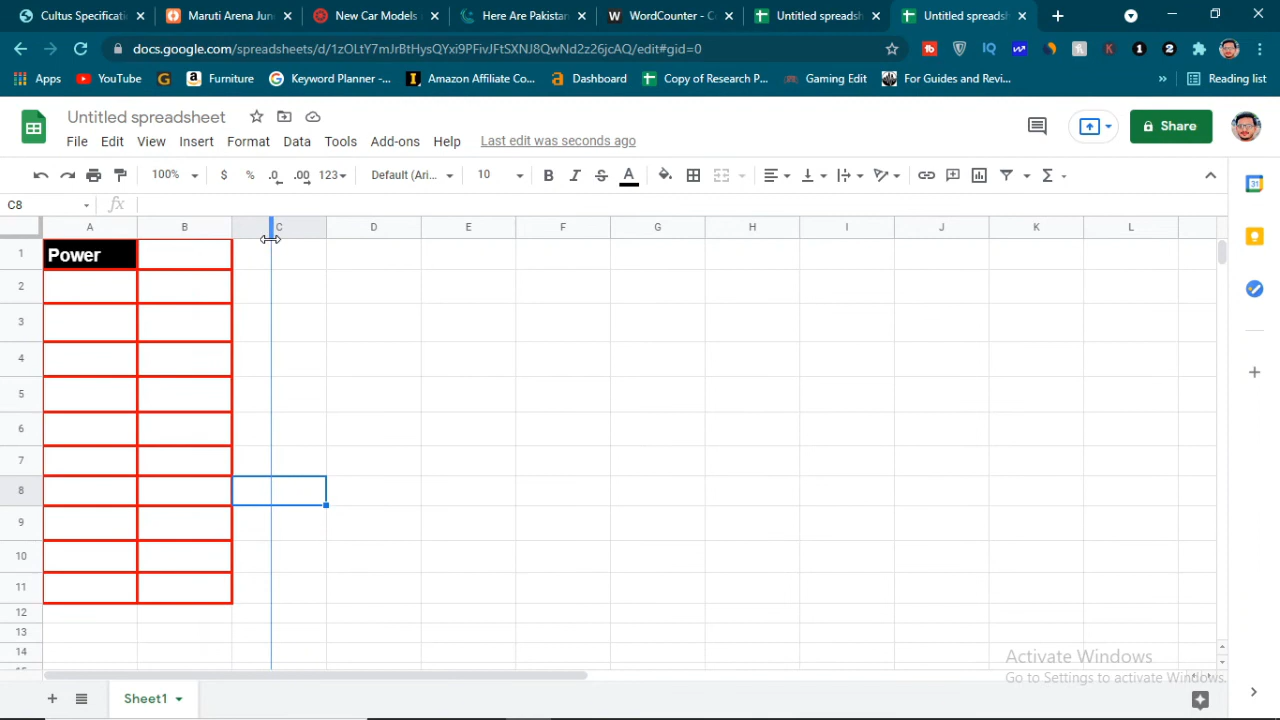 Cultus Specificati
Maruti Arena Jun
New Car Models
Here Are Pakistan
WordCounter - Co
Untitled spreadsh
Untitled spreadsh
docs.google.com/spreadsheets/d/1zOLtY7mJrBtHysQYxi9PFivJFtSXNJ8QwNd2z26jcAQ/edit#gid=0
Apps
YouTube
Furniture
Keyword Planner -...
Amazon Affiliate Co...
Dashboard
Copy of Research P...
Gaming Edit
For Guides and Revi...
»
Reading list
Untitled spreadsheet
Share
File Edit View Insert Format Data Tools Add-ons Help Last edit was seconds ago
100% $ % .0 .00 123 Default (Ari... 10 B I S A
C8 fx
A B C D E F G H I J K L
1 Power
2
3
4
5
6
7
8
9
10
11
12
13
14
Activate Windows
Go to Settings to activate Windows.
Sheet1